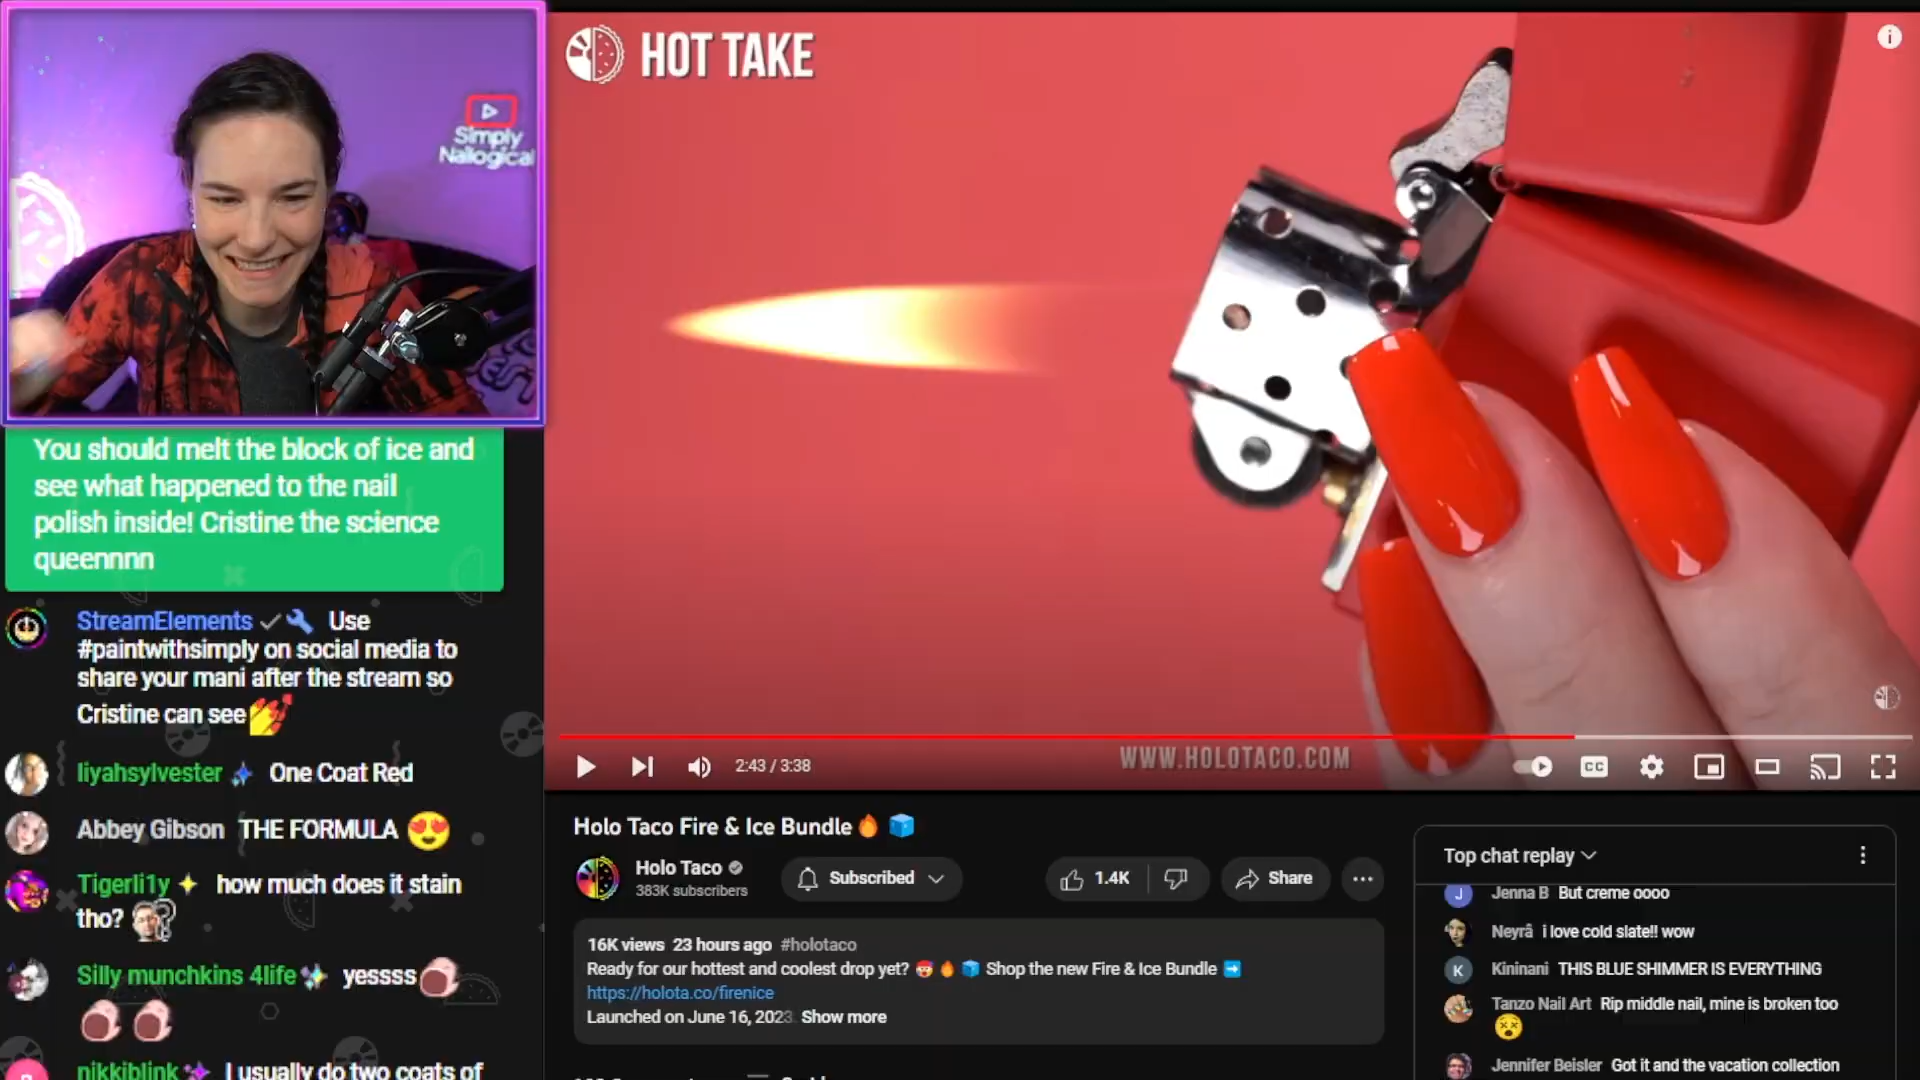 Simply
Nailogical
HOT TAKE
You should melt the block of ice and
see what happened to the nail
polish inside! Cristine the science
queennnn
StreamElements Use
#paintwithsimply on social media to
share your mani after the stream so
Cristine can see
liyahsylvester One Coat Red
Abbey Gibson THE FORMULA
Tigerli1y how much does it stain
tho?
Silly munchkins 4life yessss
nikkiblink I usually do two coats of
2:43 / 3:38
WWW.HOLOTACO.COM
CC
Holo Taco Fire & Ice Bundle
Holo Taco
383K subscribers
Subscribed
1.4K
Share
16K views 23 hours ago #holotaco
Ready for our hottest and coolest drop yet? Shop the new Fire & Ice Bundle
https://holota.co/firenice
Launched on June 16, 2023. Show more
Top chat replay
J Jenna B But creme oooo
Neyrâ i love cold slate!! wow
K Kininani THIS BLUE SHIMMER IS EVERYTHING
Tanzo Nail Art Rip middle nail, mine is broken too
Jennifer Beisler Got it and the vacation collection